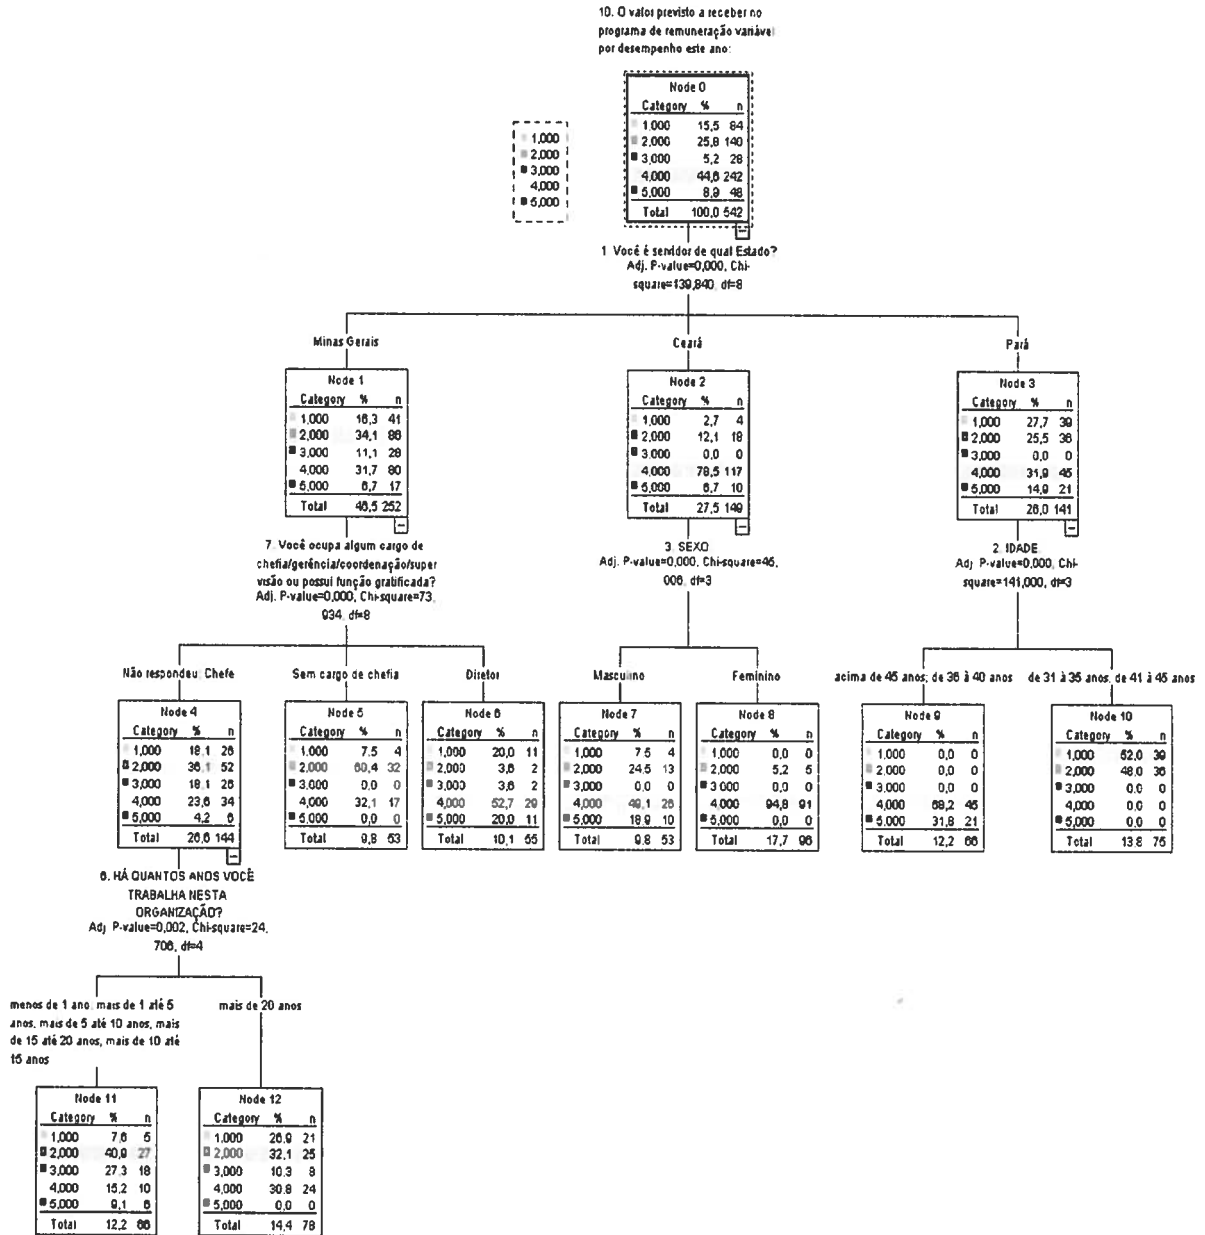 10. O valor previsto a receber no
programa de remuneração variável
por desempenho este ano:
Node 0
Category % n
1,000 15,5 84
2,000 25,8 140
3,000 5,2 28
4,000 44,6 242
5,000 8,9 48
Total 100,0 542
1,000
2,000
3,000
4,000
5,000
1. Você é servidor de qual Estado?
Adj. P-value=0,000, Chi-
square=139,840, df=8
Minas Gerais
Ceará
Pará
Node 1
Category % n
1,000 16,3 41
2,000 34,1 86
3,000 11,1 28
4,000 31,7 80
5,000 6,7 17
Total 46,5 252
Node 2
Category % n
1,000 2,7 4
2,000 12,1 18
3,000 0,0 0
4,000 78,5 117
5,000 6,7 10
Total 27,5 149
Node 3
Category % n
1,000 27,7 39
2,000 25,5 36
3,000 0,0 0
4,000 31,9 45
5,000 14,9 21
Total 26,0 141
7. Você ocupa algum cargo de
chefia/gerência/coordenação/super
visão ou possui função gratificada?
Adj. P-value=0,000, Chi-square=73,
934, df=8
3. SEXO
Adj. P-value=0,000, Chi-square=45,
006, df=3
2. IDADE
Adj. P-value=0,000, Chi-
square=141,000, df=3
Não respondeu; Chefe
Sem cargo de chefia
Diretor
Masculino
Feminino
acima de 45 anos; de 36 à 40 anos
de 31 à 35 anos, de 41 à 45 anos
Node 4
Category % n
1,000 18,1 26
2,000 36,1 52
3,000 18,1 26
4,000 23,6 34
5,000 4,2 6
Total 26,6 144
Node 5
Category % n
1,000 7,5 4
2,000 60,4 32
3,000 0,0 0
4,000 32,1 17
5,000 0,0 0
Total 9,8 53
Node 6
Category % n
1,000 20,0 11
2,000 3,6 2
3,000 3,6 2
4,000 52,7 29
5,000 20,0 11
Total 10,1 55
Node 7
Category % n
1,000 7,5 4
2,000 24,5 13
3,000 0,0 0
4,000 49,1 26
5,000 18,9 10
Total 9,8 53
Node 8
Category % n
1,000 0,0 0
2,000 5,2 5
3,000 0,0 0
4,000 94,8 91
5,000 0,0 0
Total 17,7 96
Node 9
Category % n
1,000 0,0 0
2,000 0,0 0
3,000 0,0 0
4,000 68,2 45
5,000 31,8 21
Total 12,2 66
Node 10
Category % n
1,000 52,0 39
2,000 48,0 36
3,000 0,0 0
4,000 0,0 0
5,000 0,0 0
Total 13,8 75
6. HÁ QUANTOS ANOS VOCÊ
TRABALHA NESTA
ORGANIZAÇÃO?
Adj. P-value=0,002, Chi-square=24,
706, df=4
menos de 1 ano; mais de 1 até 5
anos, mais de 5 até 10 anos, mais
de 15 até 20 anos, mais de 10 até
15 anos
mais de 20 anos
Node 11
Category % n
1,000 7,6 5
2,000 40,9 27
3,000 27,3 18
4,000 15,2 10
5,000 9,1 6
Total 12,2 66
Node 12
Category % n
1,000 26,9 21
2,000 32,1 25
3,000 10,3 8
4,000 30,8 24
5,000 0,0 0
Total 14,4 78